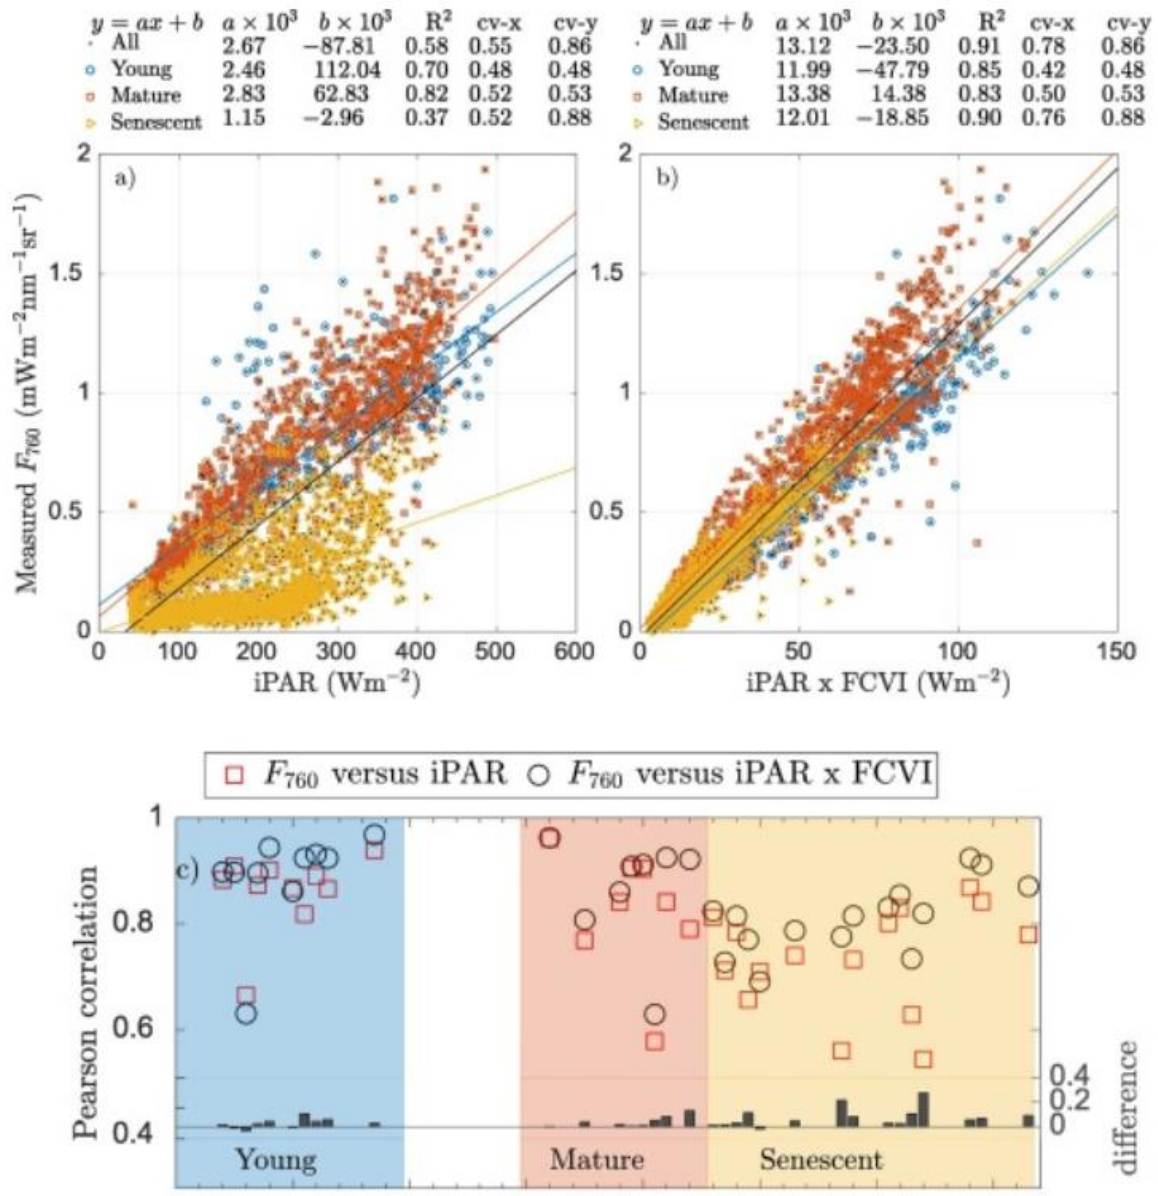 y = ax + b  a × 10³  b × 10³  R²  cv-x  cv-y
All  2.67  −87.81  0.58  0.55  0.86
Young  2.46  112.04  0.70  0.48  0.48
Mature  2.83  62.83  0.82  0.52  0.53
Senescent  1.15  −2.96  0.37  0.52  0.88
y = ax + b  a × 10³  b × 10³  R²  cv-x  cv-y
All  13.12  −23.50  0.91  0.78  0.86
Young  11.99  −47.79  0.85  0.42  0.48
Mature  13.38  14.38  0.83  0.50  0.53
Senescent  12.01  −18.85  0.90  0.76  0.88
Measured F₇₆₀ (mWm⁻²nm⁻¹sr⁻¹)
a)
2
1.5
1
0.5
0
0 100 200 300 400 500 600
iPAR (Wm⁻²)
b)
2
1.5
1
0.5
0
0 50 100 150
iPAR x FCVI (Wm⁻²)
F₇₆₀ versus iPAR  F₇₆₀ versus iPAR x FCVI
c)
Pearson correlation
1
0.8
0.6
0.4
0.4
0.2
0
difference
Young Mature Senescent